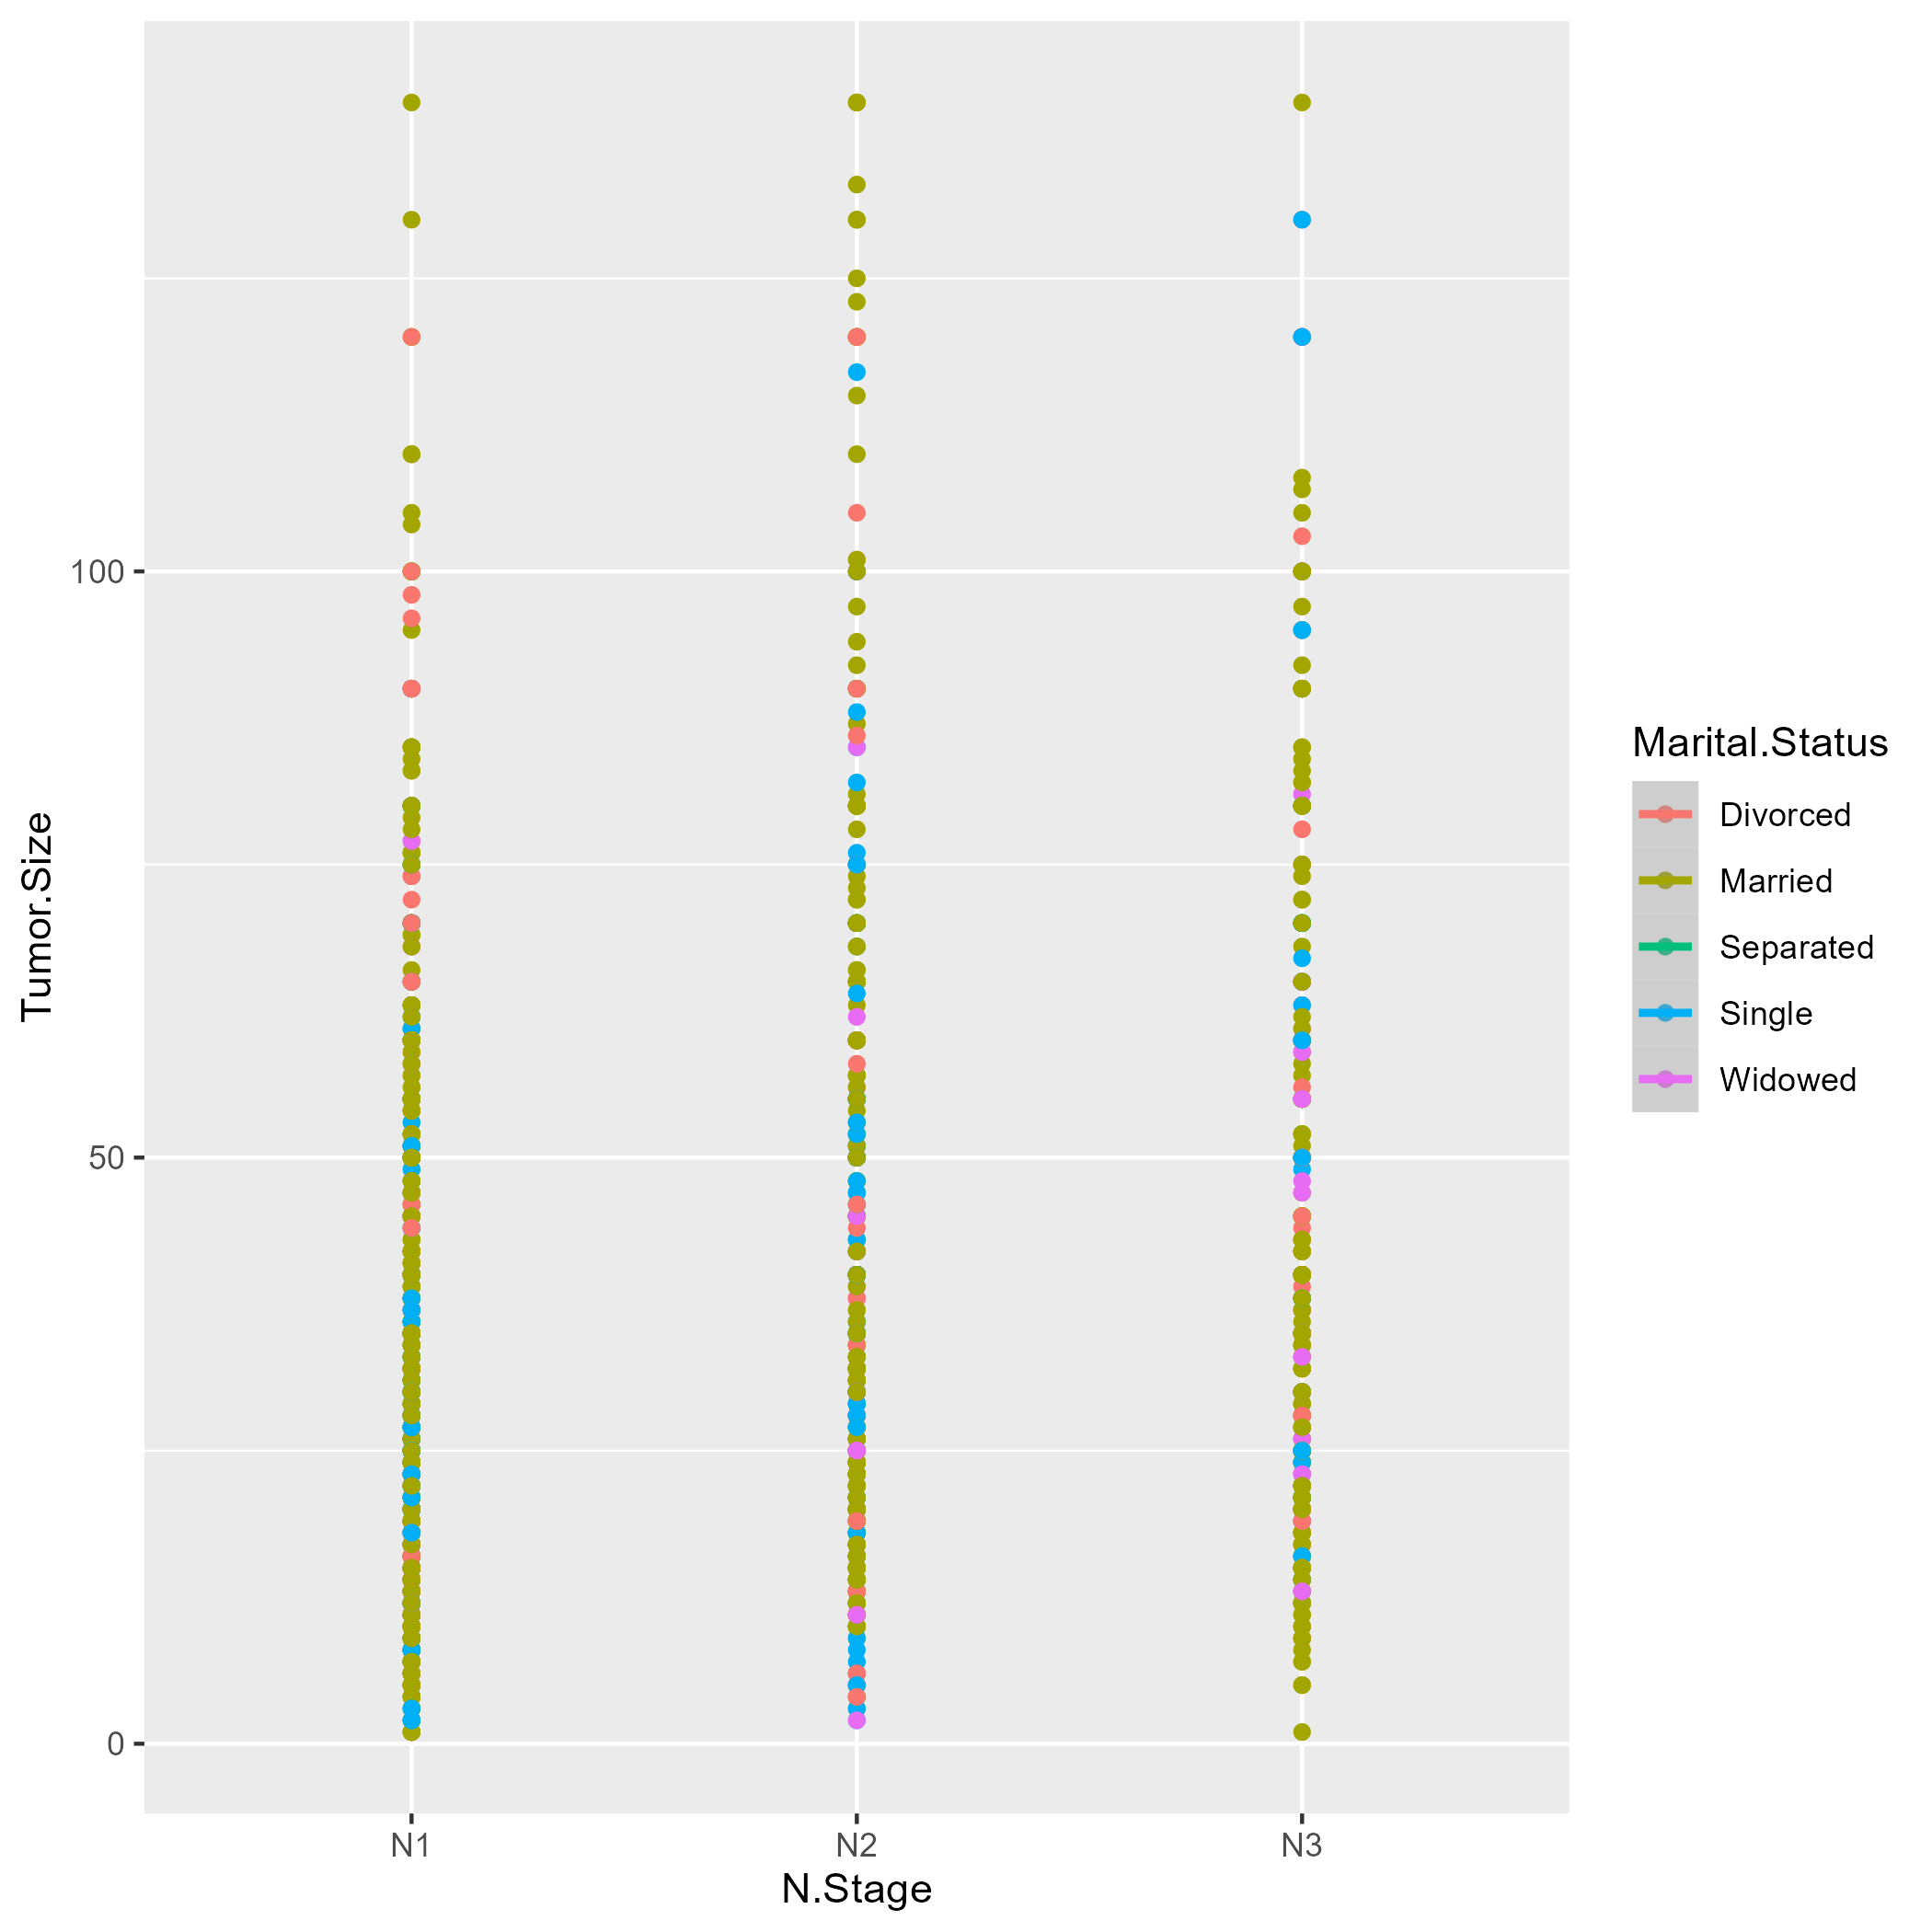 Tumor.Size
100
50
0
N1
N2
N3
N.Stage
Marital.Status
Divorced
Married
Separated
Single
Widowed